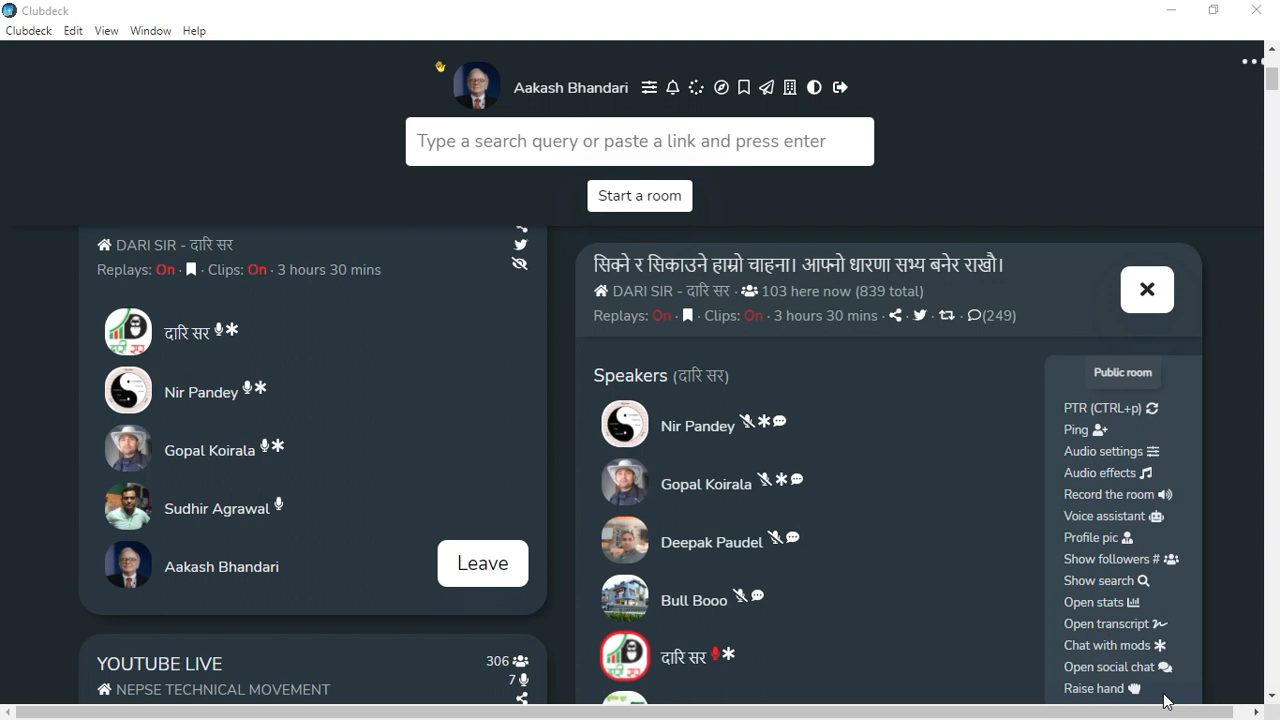 Clubdeck
Clubdeck Edit View Window Help
Aakash Bhandari
Type a search query or paste a link and press enter
Start a room
DARI SIR - दारि सर
Replays: On · Clips: On · 3 hours 30 mins
दारि सर
Nir Pandey
Gopal Koirala
Sudhir Agrawal
Aakash Bhandari
Leave
YOUTUBE LIVE 306
7
NEPSE TECHNICAL MOVEMENT
सिक्ने र सिकाउने हाम्रो चाहना। आफ्नो धारणा सभ्य बनेर राखौ।
DARI SIR - दारि सर · 103 here now (839 total)
Replays: On · Clips: On · 3 hours 30 mins · (249)
Speakers (दारि सर)
Nir Pandey
Gopal Koirala
Deepak Paudel
Bull Booo
दारि सर
Public room
PTR (CTRL+p)
Ping
Audio settings
Audio effects
Record the room
Voice assistant
Profile pic
Show followers #
Show search
Open stats
Open transcript
Chat with mods
Open social chat
Raise hand